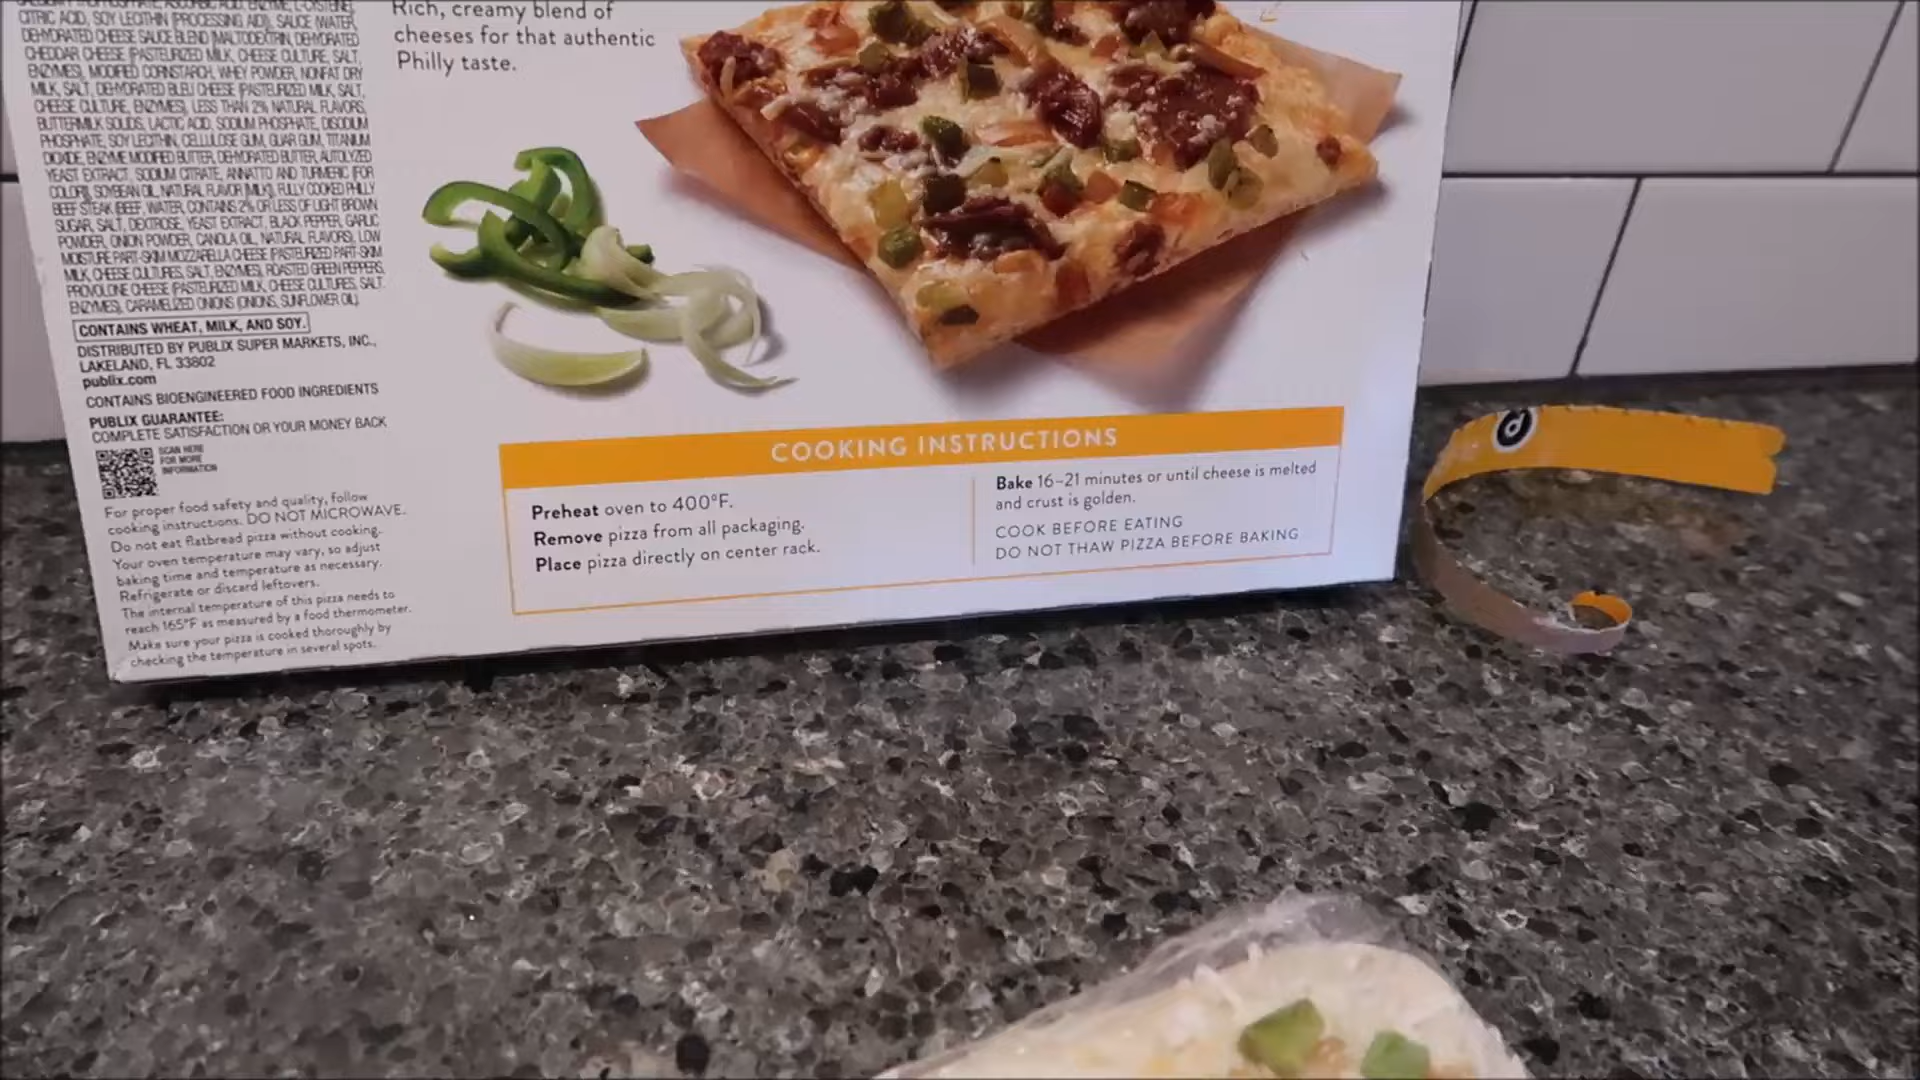 CITRIC ACID, SOY LECITHIN (PROCESSING AID), SAUCE (WATER,
DEHYDRATED CHEESE SAUCE BLEND [MALTODEXTRIN, DEHYDRATED
CHEDDAR CHEESE (PASTEURIZED MILK, CHEESE CULTURE, SALT,
ENZYMES), MODIFIED CORNSTARCH, WHEY POWDER, NONFAT DRY
MILK, SALT, DEHYDRATED BLEU CHEESE (PASTEURIZED MILK, SALT,
CHEESE CULTURE, ENZYMES), LESS THAN 2% NATURAL FLAVORS,
BUTTERMILK SOLIDS, LACTIC ACID, SODIUM PHOSPHATE, DISODIUM
PHOSPHATE, SOY LECITHIN, CELLULOSE GUM, GUAR GUM, TITANIUM
DIOXIDE, ENZYME MODIFIED BUTTER, DEHYDRATED BUTTER, AUTOLYZED
YEAST EXTRACT, SODIUM CITRATE, ANNATTO AND TURMERIC (FOR
COLOR)], SOYBEAN OIL, NATURAL FLAVOR [MILK]), FULLY COOKED PHILLY
BEEF STEAK (BEEF, WATER, CONTAINS 2% OR LESS OF LIGHT BROWN
SUGAR, SALT, DEXTROSE, YEAST EXTRACT, BLACK PEPPER, GARLIC
POWDER, ONION POWDER, CANOLA OIL, NATURAL FLAVORS), LOW
MOISTURE PART-SKIM MOZZARELLA CHEESE (PASTEURIZED PART-SKIM
MILK, CHEESE CULTURES, SALT, ENZYMES), ROASTED GREEN PEPPERS,
PROVOLONE CHEESE (PASTEURIZED MILK, CHEESE CULTURES, SALT,
ENZYMES), CARAMELIZED ONIONS (ONIONS, SUNFLOWER OIL).
CONTAINS WHEAT, MILK, AND SOY.
DISTRIBUTED BY PUBLIX SUPER MARKETS, INC.,
LAKELAND, FL 33802
publix.com
CONTAINS BIOENGINEERED FOOD INGREDIENTS
PUBLIX GUARANTEE:
COMPLETE SATISFACTION OR YOUR MONEY BACK
SCAN HERE
FOR MORE
INFORMATION
For proper food safety and quality, follow
cooking instructions. DO NOT MICROWAVE.
Do not eat flatbread pizza without cooking.
Your oven temperature may vary, so adjust
baking time and temperature as necessary.
Refrigerate or discard leftovers.
The internal temperature of this pizza needs to
reach 165°F as measured by a food thermometer.
Make sure your pizza is cooked thoroughly by
checking the temperature in several spots.
Rich, creamy blend of
cheeses for that authentic
Philly taste.
COOKING INSTRUCTIONS
Preheat oven to 400°F.
Remove pizza from all packaging.
Place pizza directly on center rack.
Bake 16–21 minutes or until cheese is melted
and crust is golden.
COOK BEFORE EATING
DO NOT THAW PIZZA BEFORE BAKING